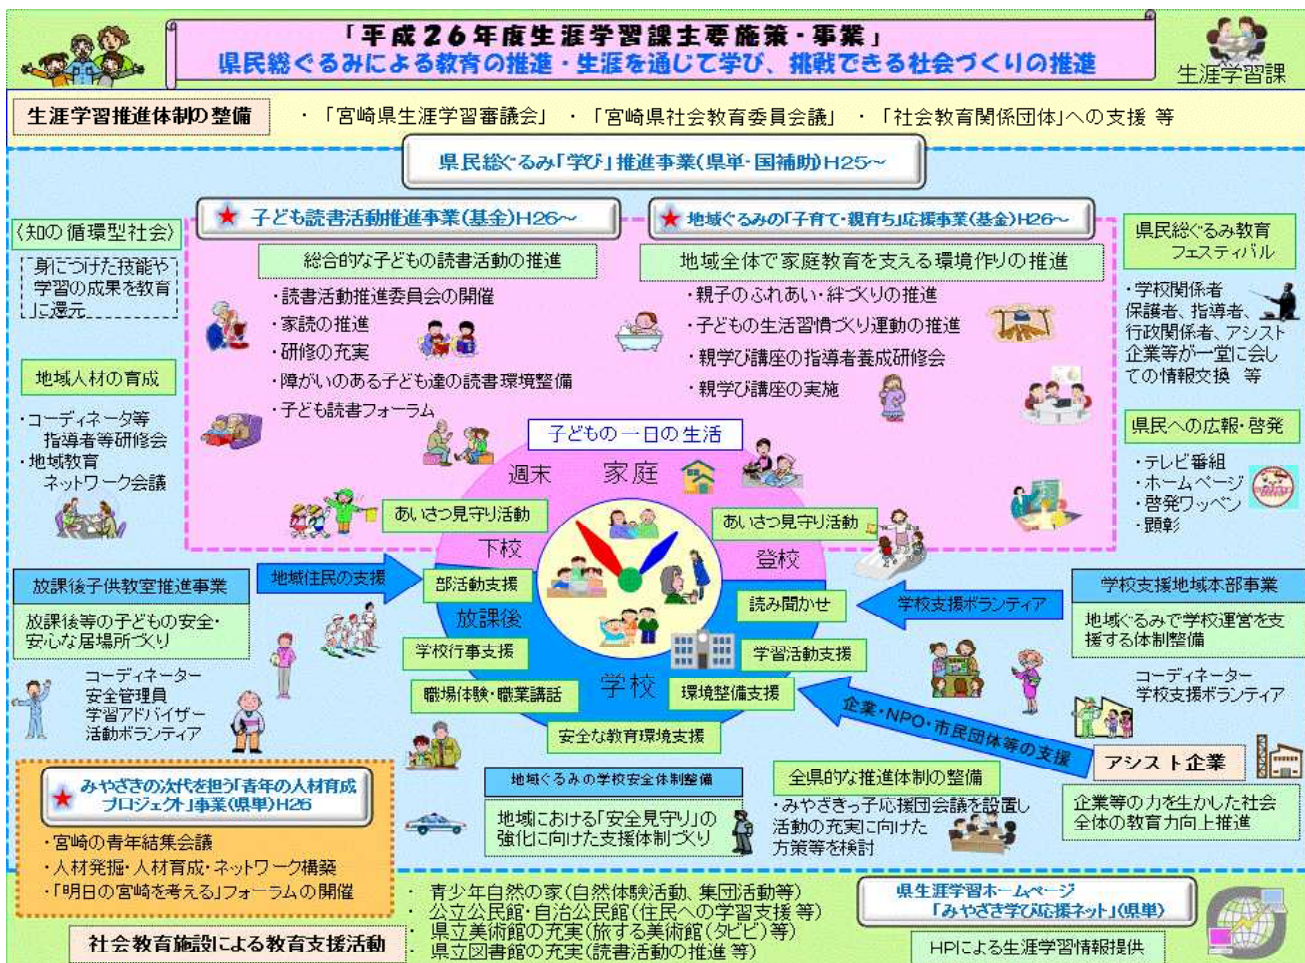 「平成26年度生涯学習課主要施策・事業」
県民総ぐるみによる教育の推進・生涯を通じて学び、挑戦できる社会づくりの推進
生涯学習課
生涯学習推進体制の整備
・「宮崎県生涯学習審議会」 ・「宮崎県社会教育委員会議」 ・「社会教育関係団体」への支援 等
県民総ぐるみ「学び」推進事業(県単・国補助)H25～
★ 子ども読書活動推進事業(基金)H26～
総合的な子どもの読書活動の推進
・読書活動推進委員会の開催
・家読の推進
・研修の充実
・障がいのある子ども達の読書環境整備
・子ども読書フォーラム
★ 地域ぐるみの「子育て・親育ち」応援事業(基金)H26～
地域全体で家庭教育を支える環境作りの推進
・親子のふれあい・絆づくりの推進
・子どもの生活習慣づくり運動の推進
・親学び講座の指導者養成研修会
・親学び講座の実施
〈知の循環型社会〉
身につけた技能や
学習の成果を教育
に還元
地域人材の育成
・コーディネータ等
指導者等研修会
・地域教育
ネットワーク会議
県民総ぐるみ教育
フェスティバル
・学校関係者
保護者、指導者、
行政関係者、アシスト
企業等が一堂に会し
ての情報交換 等
県民への広報・啓発
・テレビ番組
・ホームページ
・啓発ワッペン
・顕彰
子どもの一日の生活
週末
家庭
あいさつ見守り活動
あいさつ見守り活動
下校
登校
部活動支援
読み聞かせ
放課後
学校行事支援
学習活動支援
学校
職場体験・職業講話
環境整備支援
安全な教育環境支援
地域住民の支援
学校支援ボランティア
企業・NPO・市民団体等の支援
放課後子供教室推進事業
放課後等の子どもの安全・
安心な居場所づくり
コーディネーター
安全管理員
学習アドバイザー
活動ボランティア
学校支援地域本部事業
地域ぐるみで学校運営を支
援する体制整備
コーディネーター
学校支援ボランティア
アシスト企業
企業等の力を生かした社会
全体の教育力向上推進
★ みやざきの次代を担う「青年の人材育成
プロジェクト」事業(県単)H26
・宮崎の青年結集会議
・人材発掘・人材育成・ネットワーク構築
・「明日の宮崎を考える」フォーラムの開催
地域ぐるみの学校安全体制整備
地域における「安全見守り」の
強化に向けた支援体制づくり
全県的な推進体制の整備
・みやざきっ子応援団会議を設置し
活動の充実に向けた
方策等を検討
社会教育施設による教育支援活動
・ 青少年自然の家(自然体験活動、集団活動等)
・ 公立公民館・自治公民館(住民への学習支援 等)
・ 県立美術館の充実(旅する美術館(タビビ)等)
・ 県立図書館の充実(読書活動の推進 等)
県生涯学習ホームページ
「みやざき学び応援ネット」(県単)
HPによる生涯学習情報提供